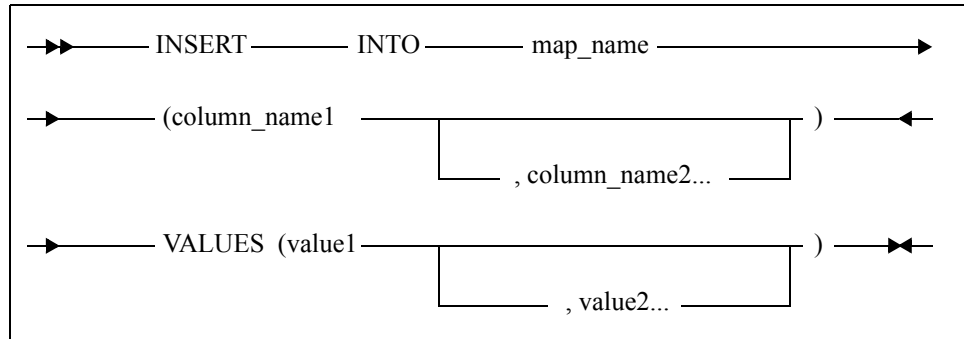 INSERT INTO map_name
(column_name1 )
, column_name2...
VALUES (value1 )
, value2...